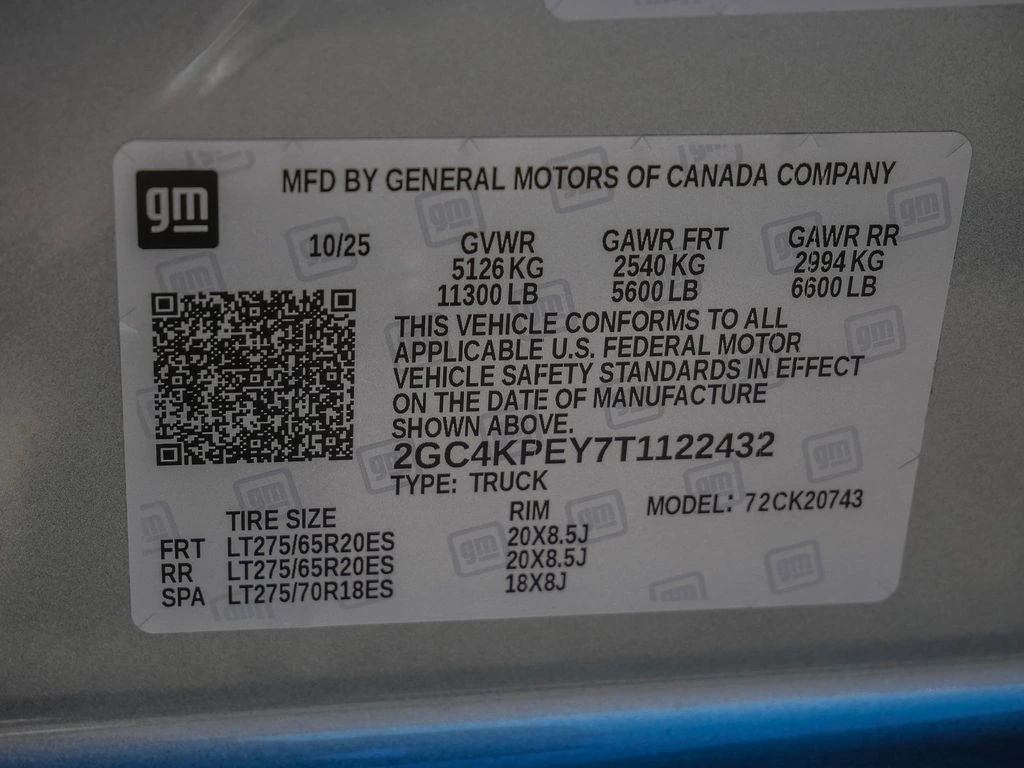 gm
MFD BY GENERAL MOTORS OF CANADA COMPANY
10/25 GVWR GAWR FRT GAWR RR
5126 KG 2540 KG 2994 KG
11300 LB 5600 LB 6600 LB
THIS VEHICLE CONFORMS TO ALL
APPLICABLE U.S. FEDERAL MOTOR
VEHICLE SAFETY STANDARDS IN EFFECT
ON THE DATE OF MANUFACTURE
SHOWN ABOVE.
2GC4KPEY7T1122432
TYPE: TRUCK
TIRE SIZE RIM MODEL: 72CK20743
FRT LT275/65R20ES 20X8.5J
RR LT275/65R20ES 20X8.5J
SPA LT275/70R18ES 18X8J